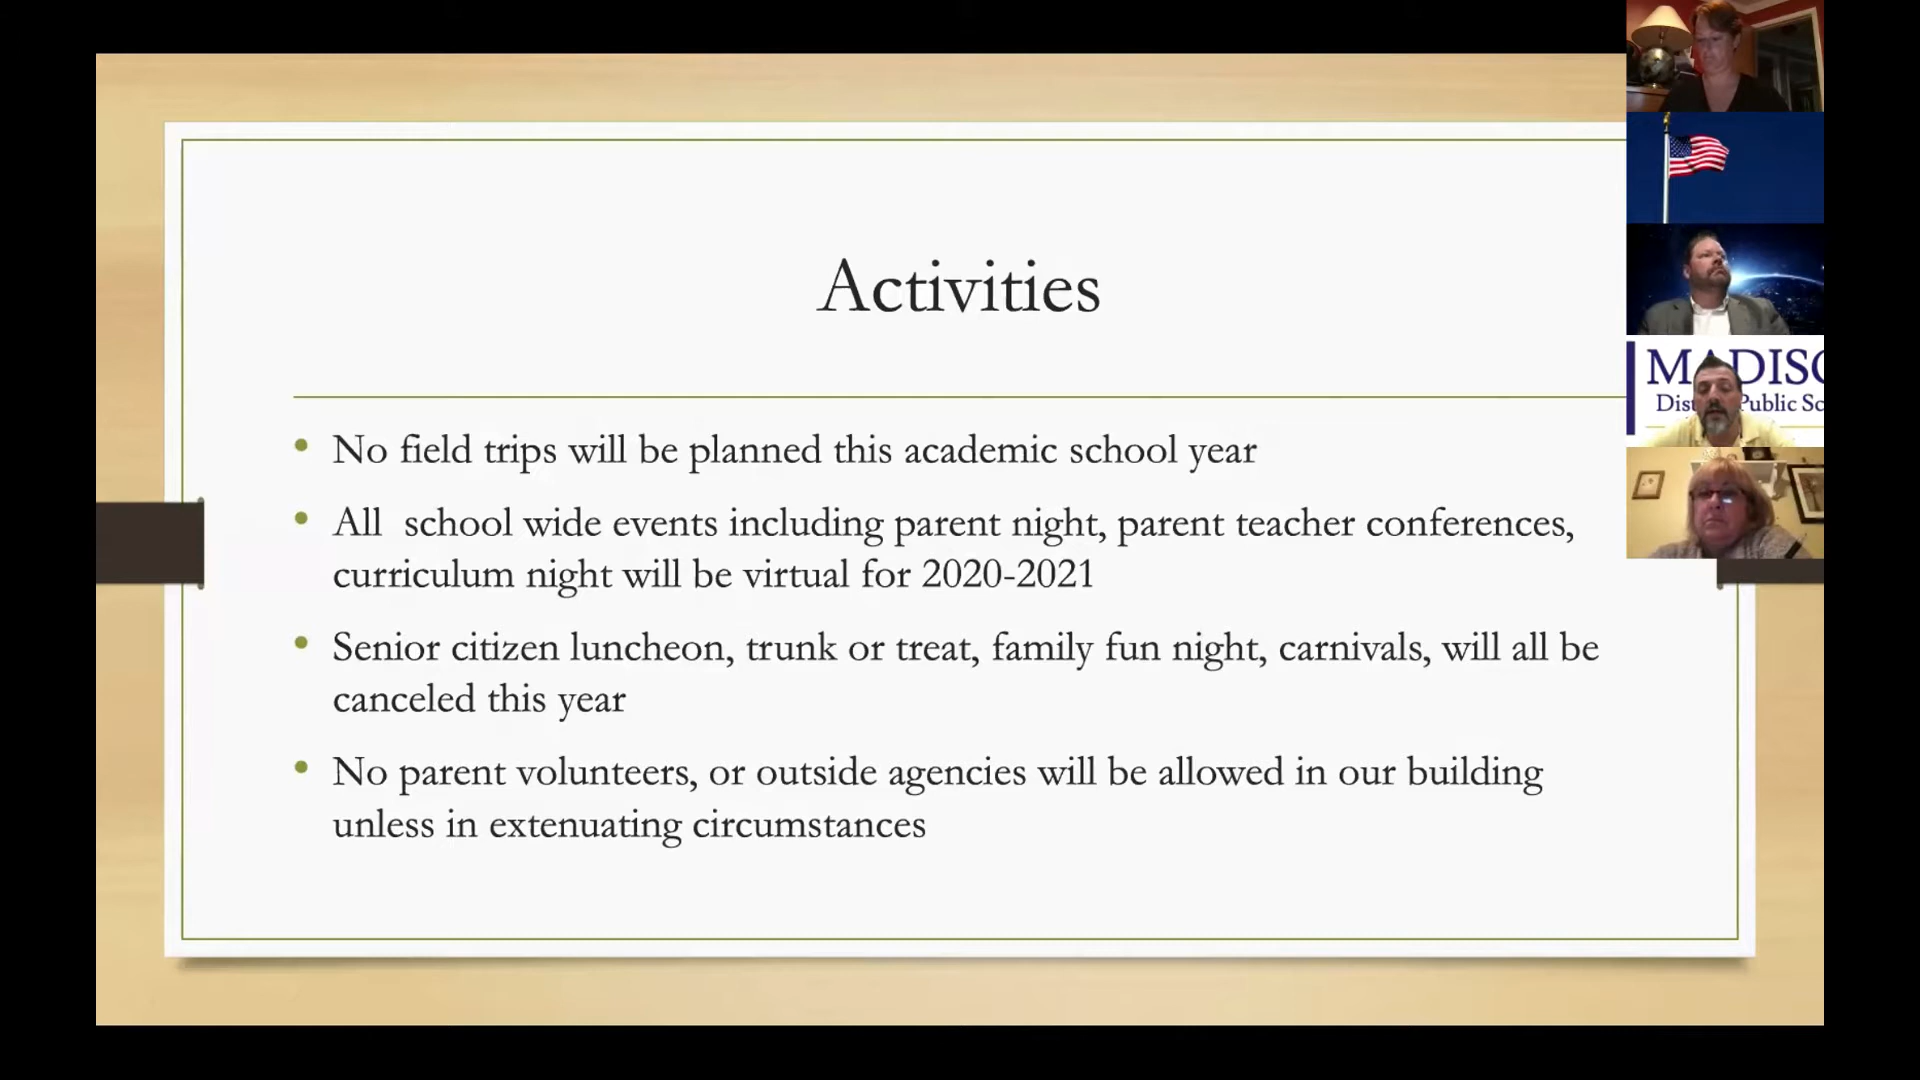 Activities
• No field trips will be planned this academic school year
• All  school wide events including parent night, parent teacher conferences,
curriculum night will be virtual for 2020-2021
• Senior citizen luncheon, trunk or treat, family fun night, carnivals, will all be
canceled this year
• No parent volunteers, or outside agencies will be allowed in our building
unless in extenuating circumstances
Public